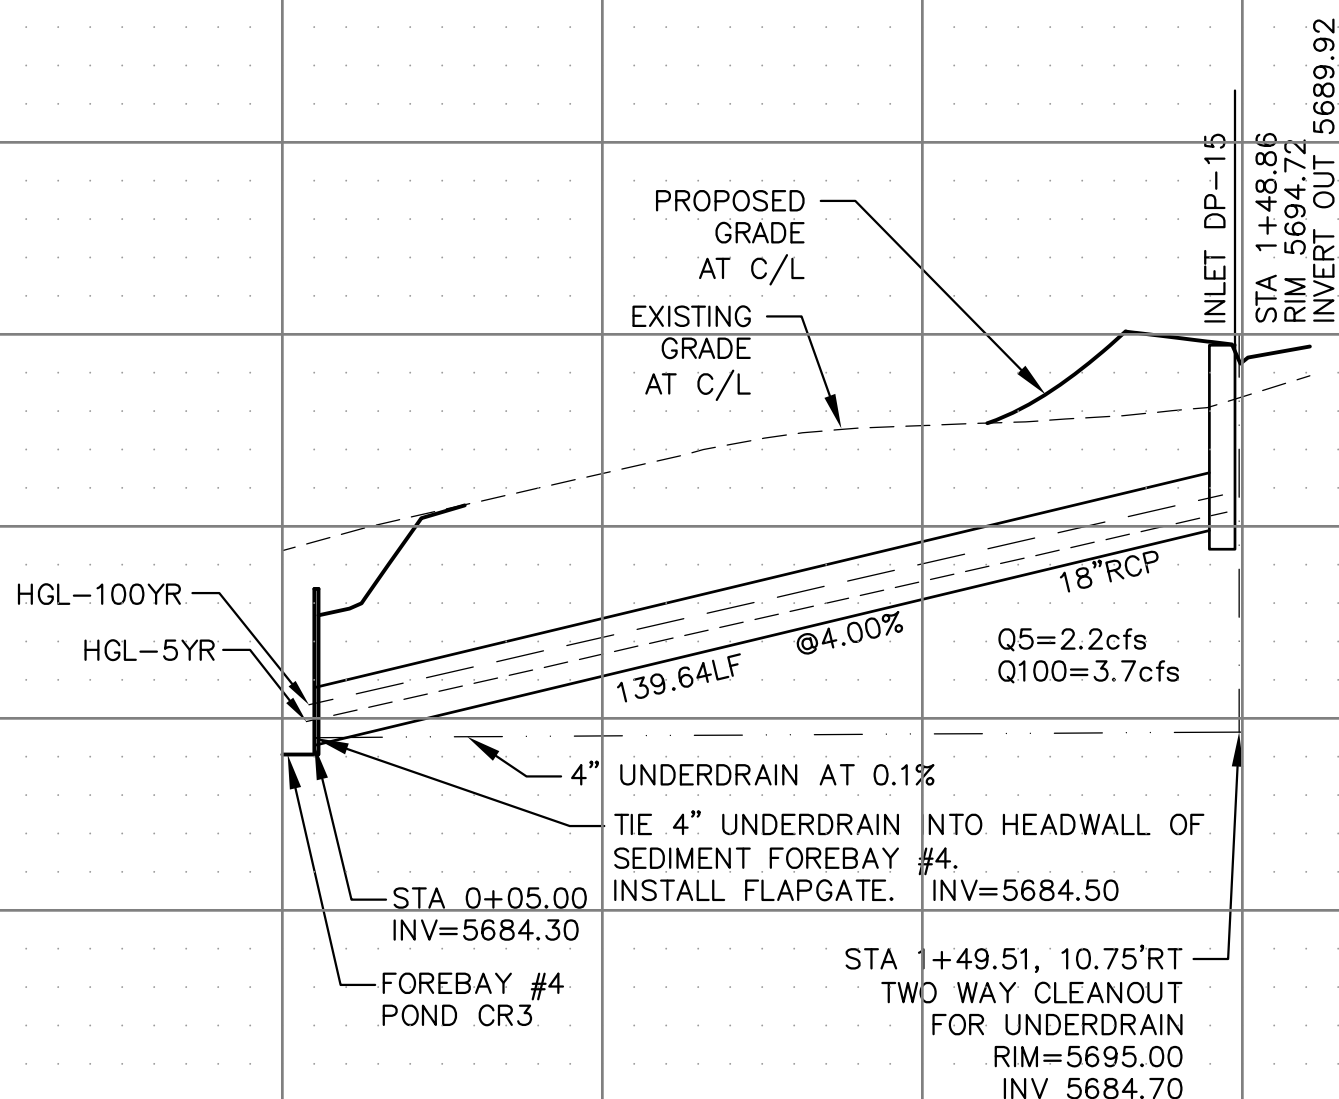 INLET DP-15
STA 1+48.86
RIM 5694.72
INVERT OUT 5689.92
PROPOSED
GRADE
AT C/L
EXISTING
GRADE
AT C/L
HGL-100YR
HGL-5YR
18"RCP
@4.00%
139.64LF
Q5=2.2cfs
Q100=3.7cfs
4" UNDERDRAIN AT 0.1%
TIE 4" UNDERDRAIN INTO HEADWALL OF
SEDIMENT FOREBAY #4.
INSTALL FLAPGATE. INV=5684.50
STA 0+05.00
INV=5684.30
FOREBAY #4
POND CR3
STA 1+49.51, 10.75'RT
TWO WAY CLEANOUT
FOR UNDERDRAIN
RIM=5695.00
INV 5684.70